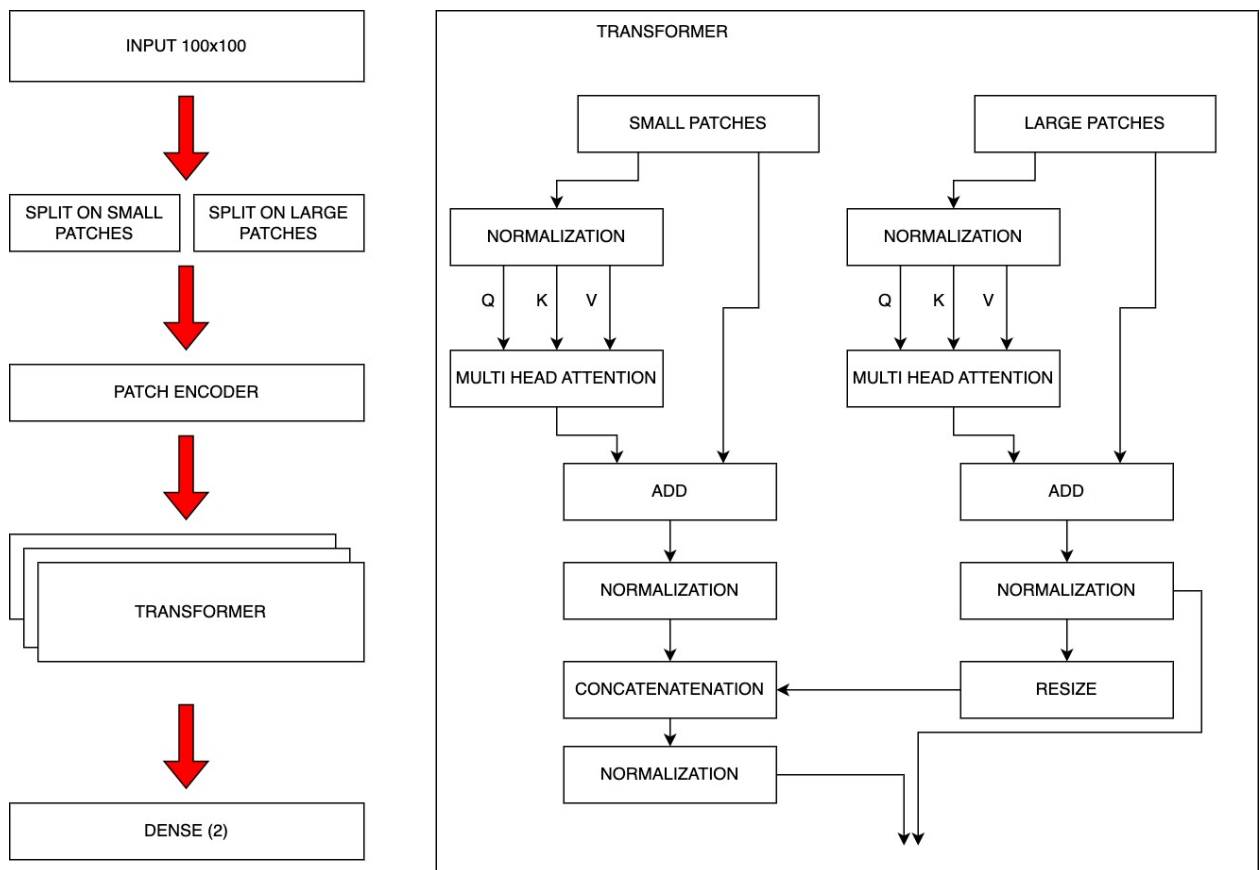 INPUT 100x100
SPLIT ON SMALL
PATCHES
SPLIT ON LARGE
PATCHES
PATCH ENCODER
TRANSFORMER
DENSE (2)
TRANSFORMER
SMALL PATCHES
LARGE PATCHES
NORMALIZATION
NORMALIZATION
Q K V
Q K V
MULTI HEAD ATTENTION
MULTI HEAD ATTENTION
ADD
ADD
NORMALIZATION
NORMALIZATION
CONCATENATENATION
RESIZE
NORMALIZATION